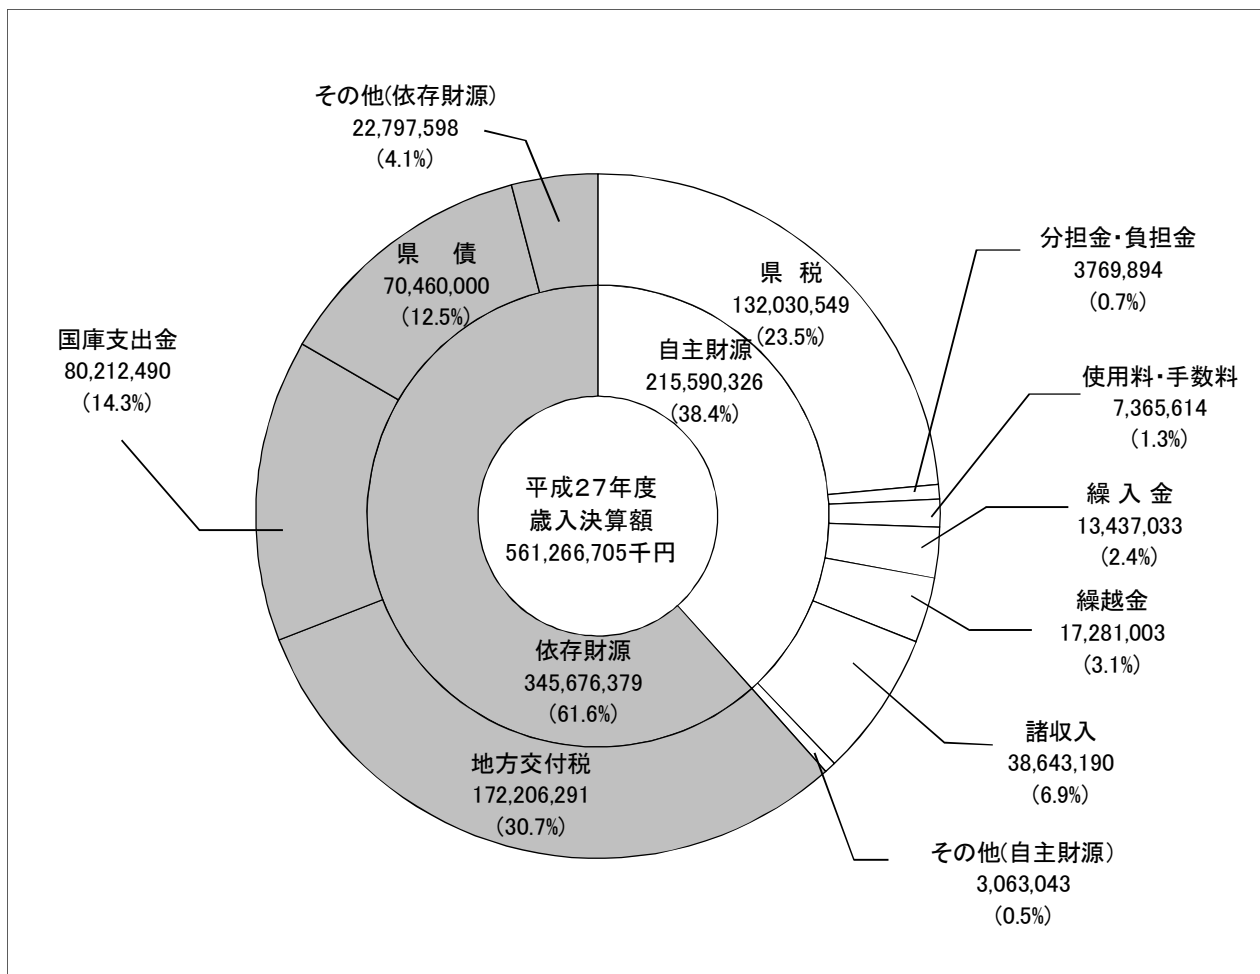 その他(依存財源)
22,797,598
(4.1%)
県 債
70,460,000
(12.5%)
国庫支出金
80,212,490
(14.3%)
県 税
132,030,549
(23.5%)
自主財源
215,590,326
(38.4%)
分担金・負担金
3769,894
(0.7%)
使用料・手数料
7,365,614
(1.3%)
繰 入 金
13,437,033
(2.4%)
繰越金
17,281,003
(3.1%)
諸収入
38,643,190
(6.9%)
その他(自主財源)
3,063,043
(0.5%)
平成27年度
歳入決算額
561,266,705千円
依存財源
345,676,379
(61.6%)
地方交付税
172,206,291
(30.7%)